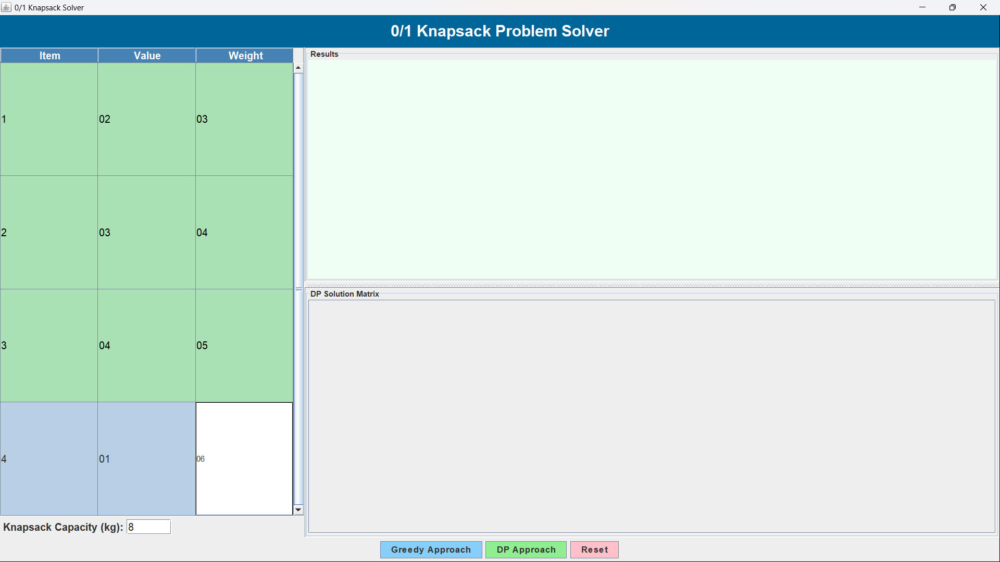 0/1 Knapsack Solver
0/1 Knapsack Problem Solver
Item Value Weight
1 02 03
2 03 04
3 04 05
4 01 06
Knapsack Capacity (kg): 8
Results
DP Solution Matrix
Greedy Approach DP Approach Reset